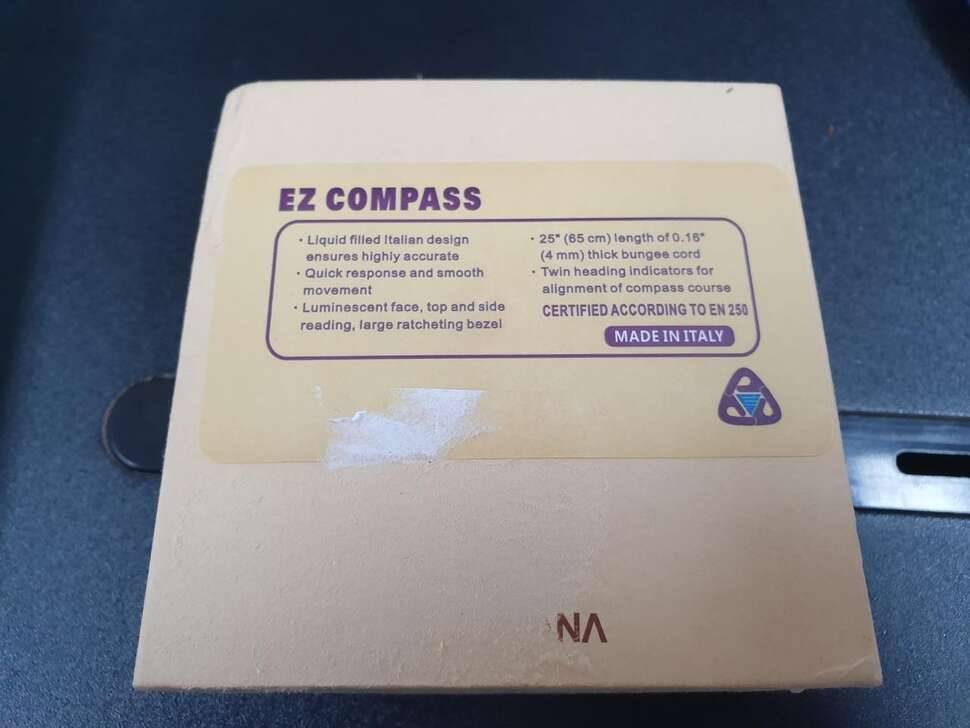 EZ COMPASS
· Liquid filled Italian design
ensures highly accurate
· Quick response and smooth
movement
· Luminescent face, top and side
reading, large ratcheting bezel
· 25" (65 cm) length of 0.16"
(4 mm) thick bungee cord
· Twin heading indicators for
alignment of compass course
CERTIFIED ACCORDING TO EN 250
MADE IN ITALY